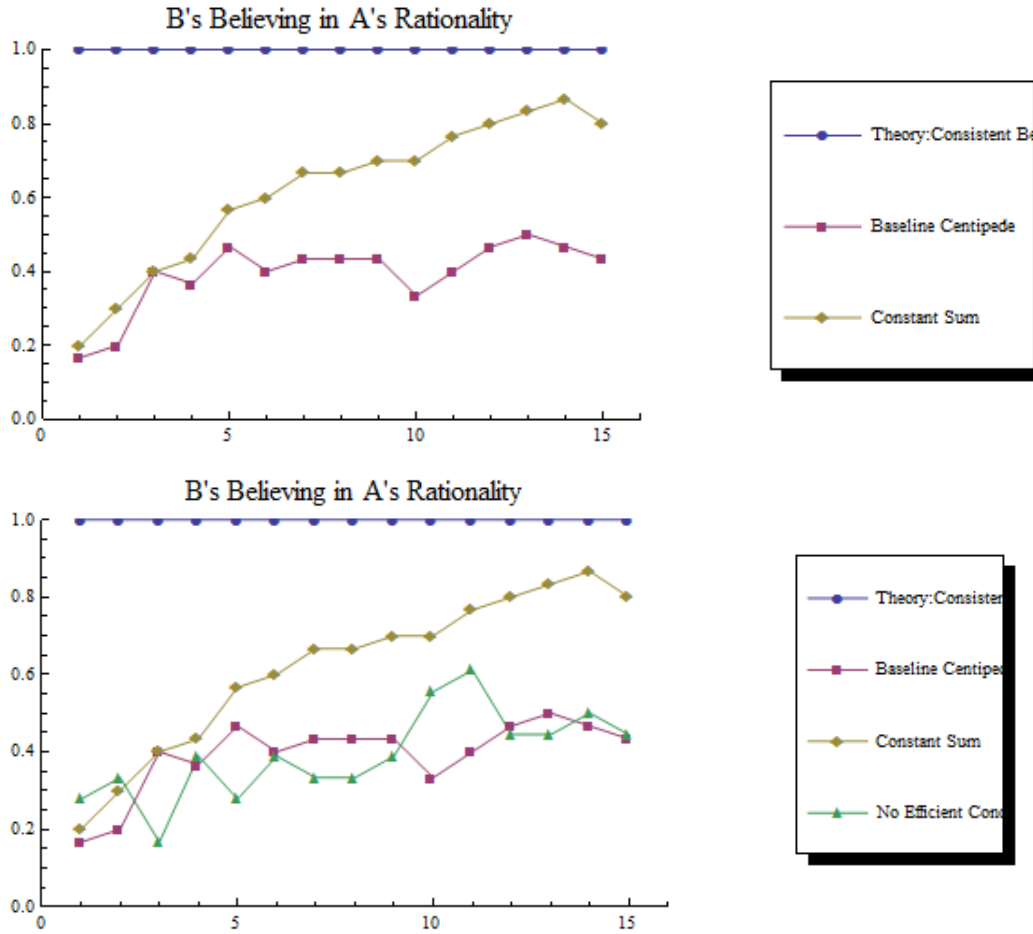 B's Believing in A's Rationality
1.0
0.8
0.6
0.4
0.2
0.0
0
5
10
15
Theory:Consistent Be
Baseline Centipede
Constant Sum
B's Believing in A's Rationality
1.0
0.8
0.6
0.4
0.2
0.0
0
5
10
15
Theory:Consisten
Baseline Centiped
Constant Sum
No Efficient Cond